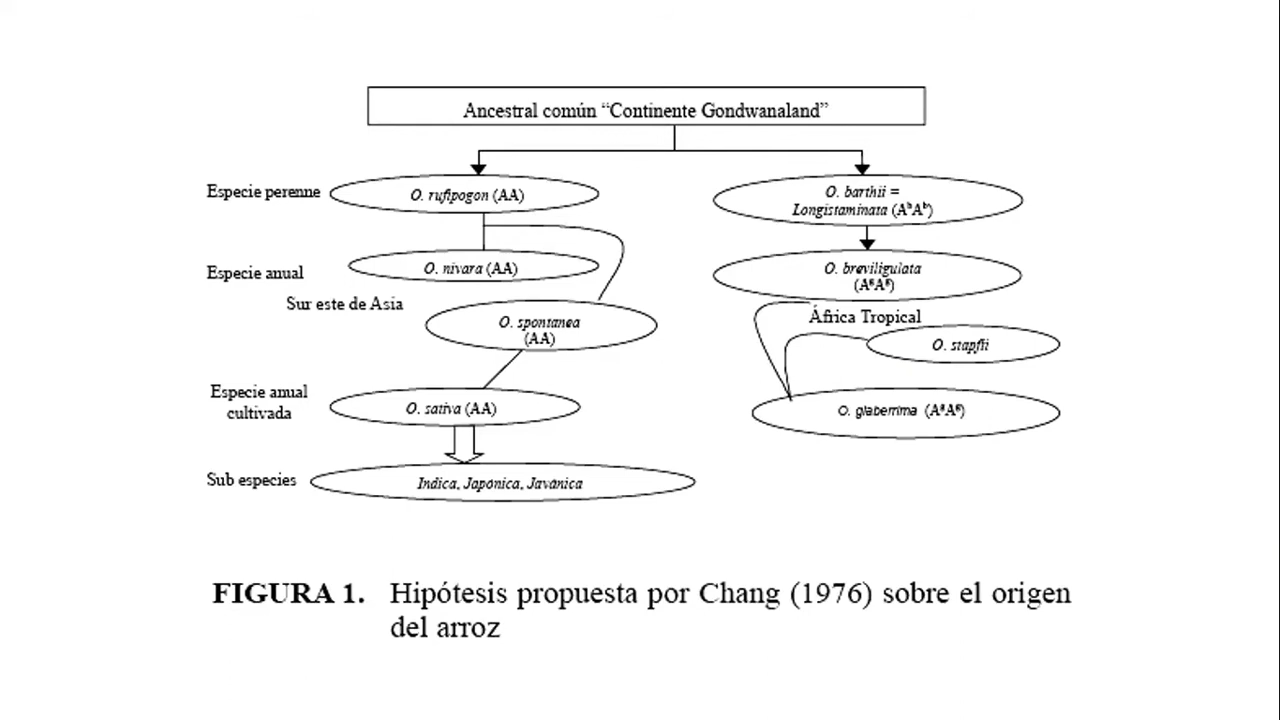 Ancestral común “Continente Gondwanaland”
Especie perenne
O. rufipogon (AA)
O. barthii =
Longistaminata (AᵇAᵇ)
Especie anual
O. nivara (AA)
O. breviligulata
(AᵍAᵍ)
Sur este de Asia
África Tropical
O. spontanea
(AA)
O. stapfii
Especie anual
cultivada
O. sativa (AA)
O. glaberrima (AᵍAᵍ)
Sub especies
Indica, Japónica, Javánica
FIGURA 1. Hipótesis propuesta por Chang (1976) sobre el origen
del arroz